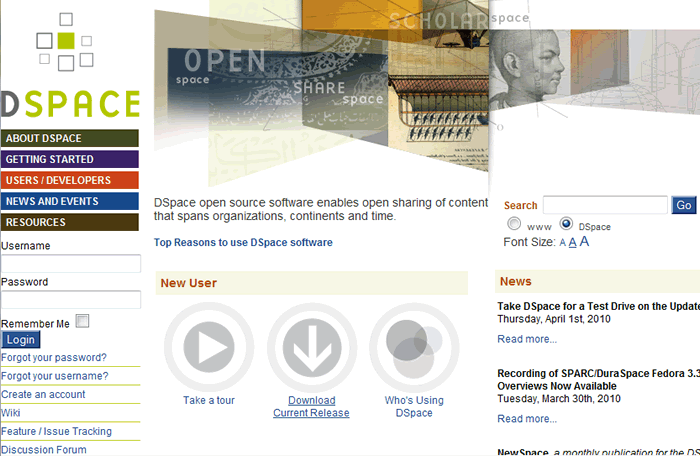 DSPACE
ABOUT DSPACE
GETTING STARTED
USERS / DEVELOPERS
NEWS AND EVENTS
RESOURCES
Username
Password
Remember Me
Login
Forgot your password?
Forgot your username?
Create an account
Wiki
Feature / Issue Tracking
Discussion Forum
OPEN
space
SHARE
space
SCHOLAR
space
DSpace open source software enables open sharing of content
that spans organizations, continents and time.
Top Reasons to use DSpace software
New User
Take a tour
Download
Current Release
Who's Using
DSpace
Search
Go
www
DSpace
Font Size: A A A
News
Take DSpace for a Test Drive on the Update
Thursday, April 1st, 2010
Read more...
Recording of SPARC/DuraSpace Fedora 3.3
Overviews Now Available
Tuesday, March 30th, 2010
Read more...
NewSpace, a monthly publication for the DS